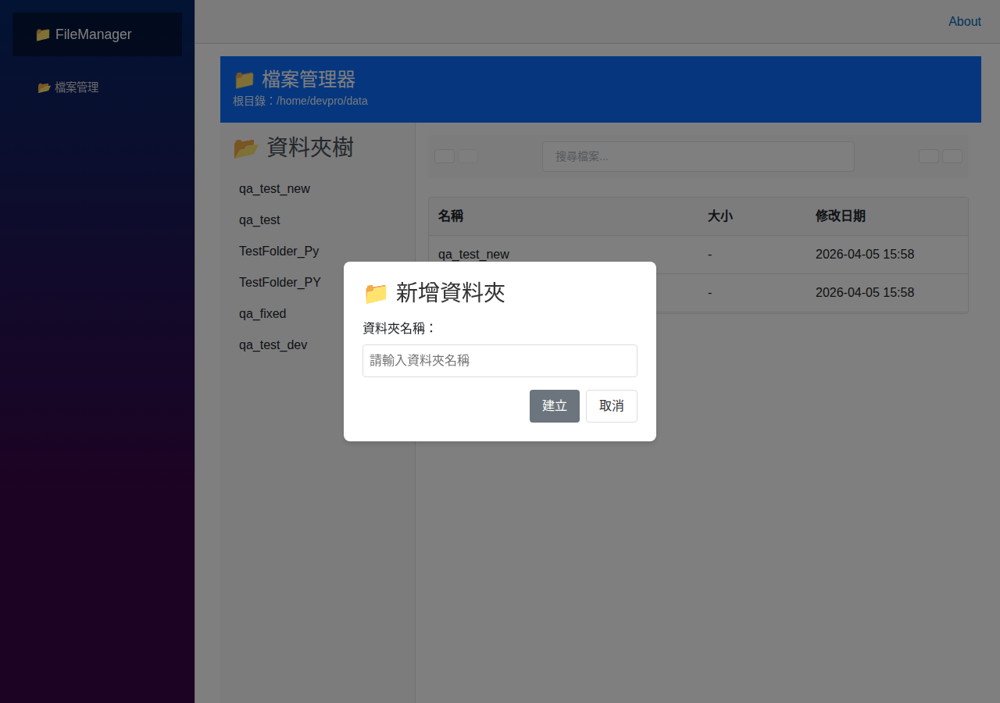 📁 FileManager
📂 檔案管理
About
📁 檔案管理器
根目錄：/home/devpro/data
📂 資料夾樹
qa_test_new
qa_test
TestFolder_Py
TestFolder_PY
qa_fixed
qa_test_dev
搜尋檔案...
名稱 大小 修改日期
qa_test_new - 2026-04-05 15:58
- 2026-04-05 15:58
📁 新增資料夾
資料夾名稱：
請輸入資料夾名稱
建立 取消